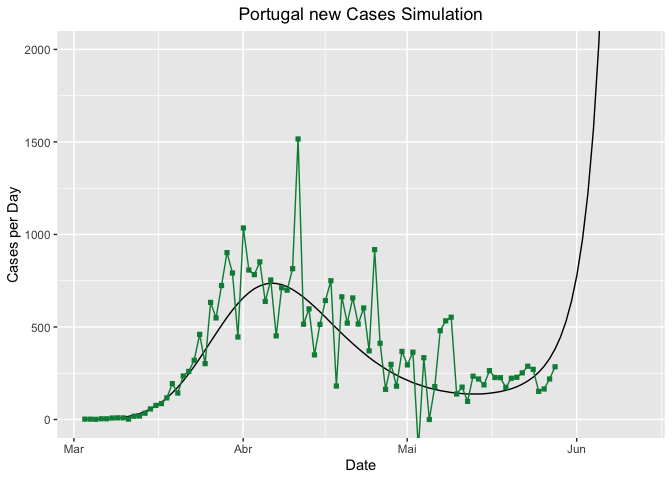 Portugal new Cases Simulation
2000
1500
1000
500
0
Cases per Day
Mar
Abr
Mai
Jun
Date